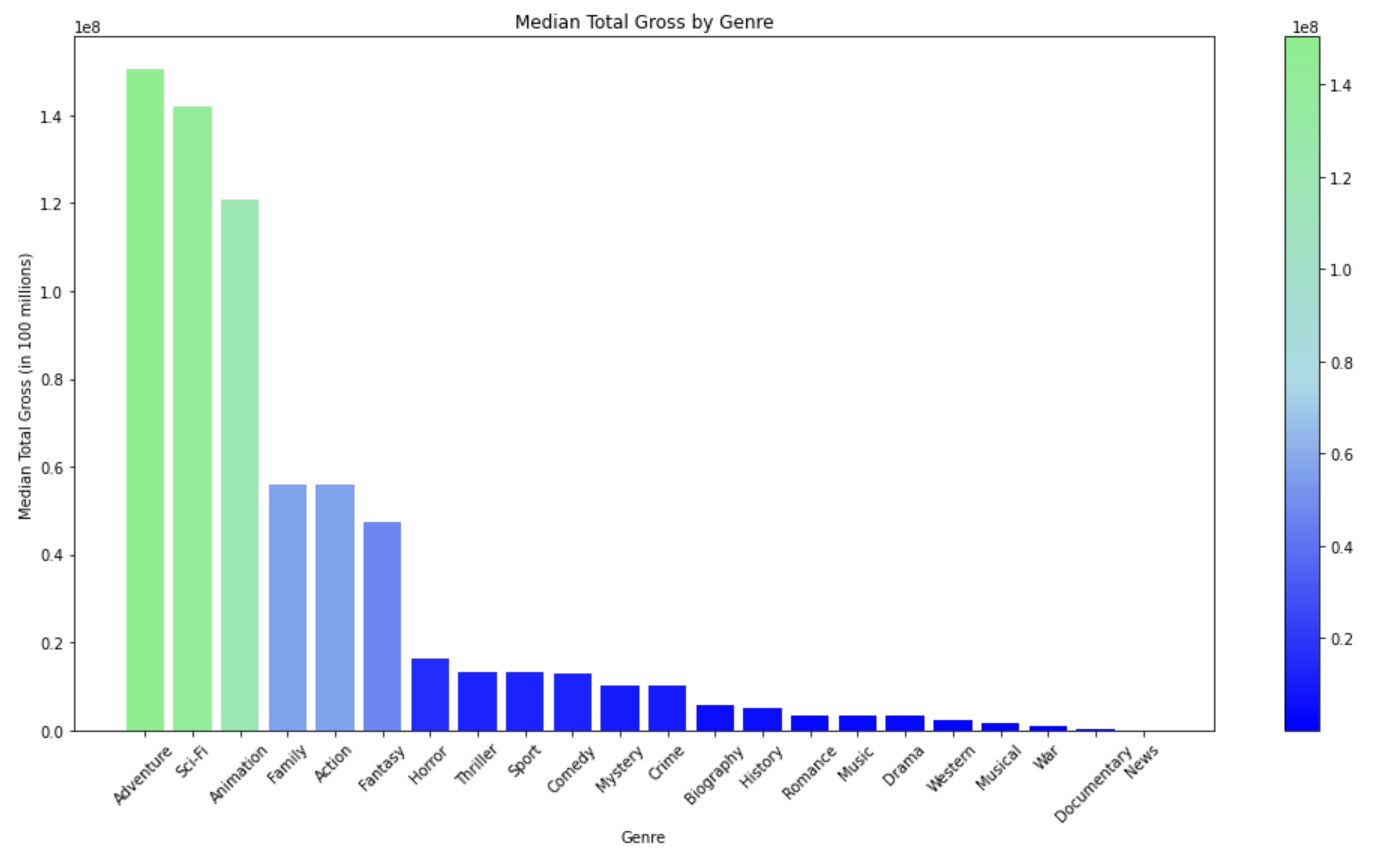 Median Total Gross by Genre
1e8
1e8
Median Total Gross (in 100 millions)
1.4
1.2
1.0
0.8
0.6
0.4
0.2
0.0
Adventure
Sci-Fi
Animation
Family
Action
Fantasy
Horror
Thriller
Sport
Comedy
Mystery
Crime
Biography
History
Romance
Music
Drama
Western
Musical
War
Documentary
News
Genre
1.4
1.2
1.0
0.8
0.6
0.4
0.2